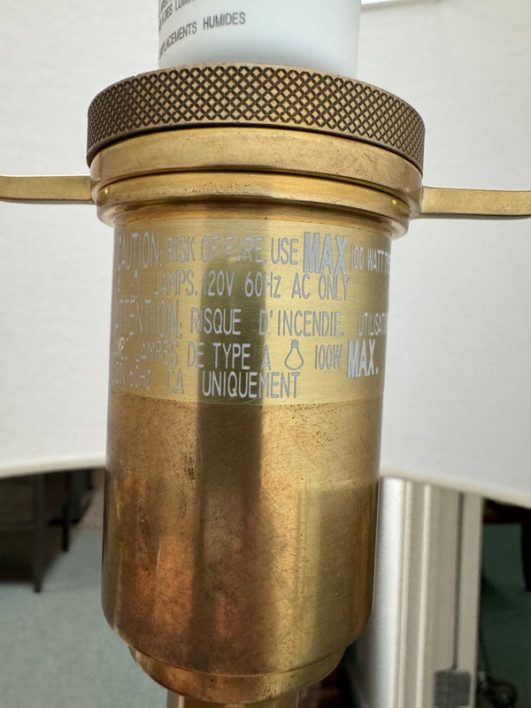 EMPLACEMENTS HUMIDES
CAUTION: RISK OF FIRE. USE MAX 100 WATT
LAMPS. 120V 60Hz AC ONLY
ATTENTION: RISQUE D'INCENDIE.
LAMPES DE TYPE A 100W MAX.
60Hz CA UNIQUEMENT